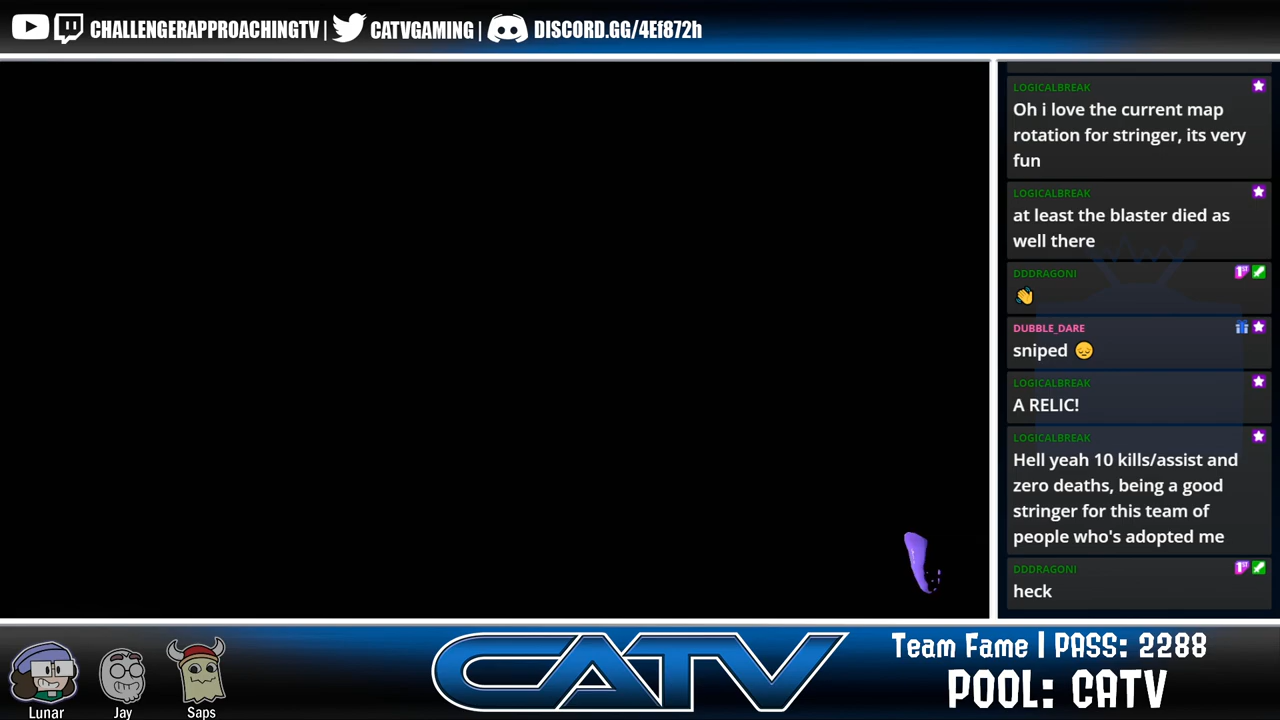 CHALLENGERAPPROACHINGTV | CATVGAMING | DISCORD.GG/4Ef872h
LOGICALBREAK
Oh i love the current map
rotation for stringer, its very
fun
LOGICALBREAK
at least the blaster died as
well there
DDDRAGONI
👏
DUBBLE_DARE
sniped 😔
LOGICALBREAK
A RELIC!
LOGICALBREAK
Hell yeah 10 kills/assist and
zero deaths, being a good
stringer for this team of
people who's adopted me
DDDRAGONI
heck
Lunar
Jay
Saps
CATV
Team Fame | PASS: 2288
POOL: CATV